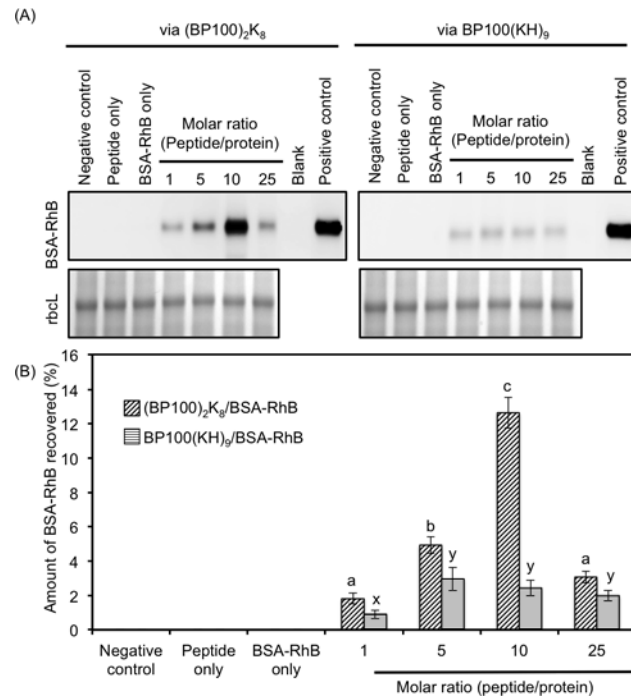 (A)
via (BP100)₂K₈
via BP100(KH)₉
Negative control
Peptide only
BSA-RhB only
Molar ratio
(Peptide/protein)
1 5 10 25
Blank
Positive control
Negative control
Peptide only
BSA-RhB only
Molar ratio
(Peptide/protein)
1 5 10 25
Blank
Positive control
BSA-RhB
rbcL
(B)
Amount of BSA-RhB recovered (%)
16
14
12
10
8
6
4
2
0
(BP100)₂K₈/BSA-RhB
BP100(KH)₉/BSA-RhB
a
x
b
y
c
y
a
y
Negative
control
Peptide
only
BSA-RhB
only
1 5 10 25
Molar ratio (peptide/protein)